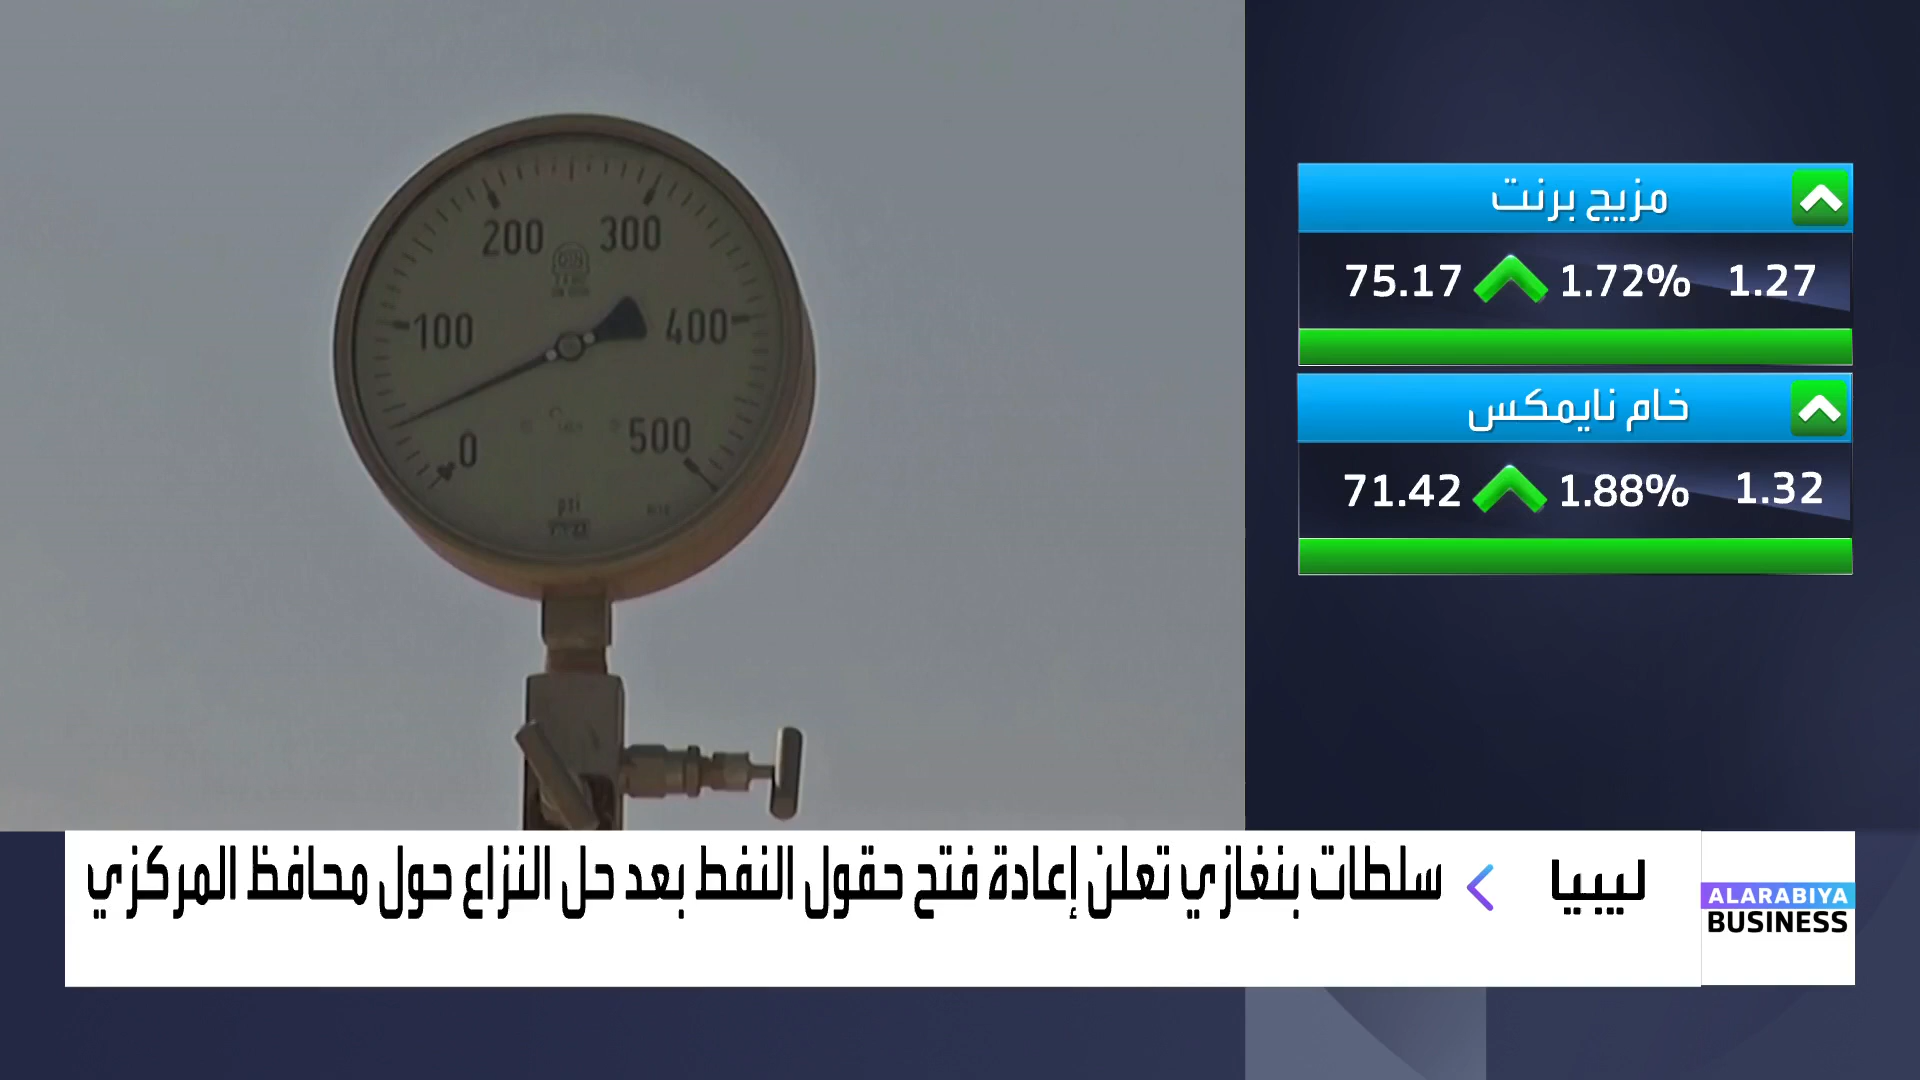 200 300
100 400
0 500
psi
مزيج برنت
75.17 1.72% 1.27
خام نايمكس
71.42 1.88% 1.32
ليبيا
سلطات بنغازي تعلن إعادة فتح حقول النفط بعد حل النزاع حول محافظ المركزي
ALARABIYA
BUSINESS